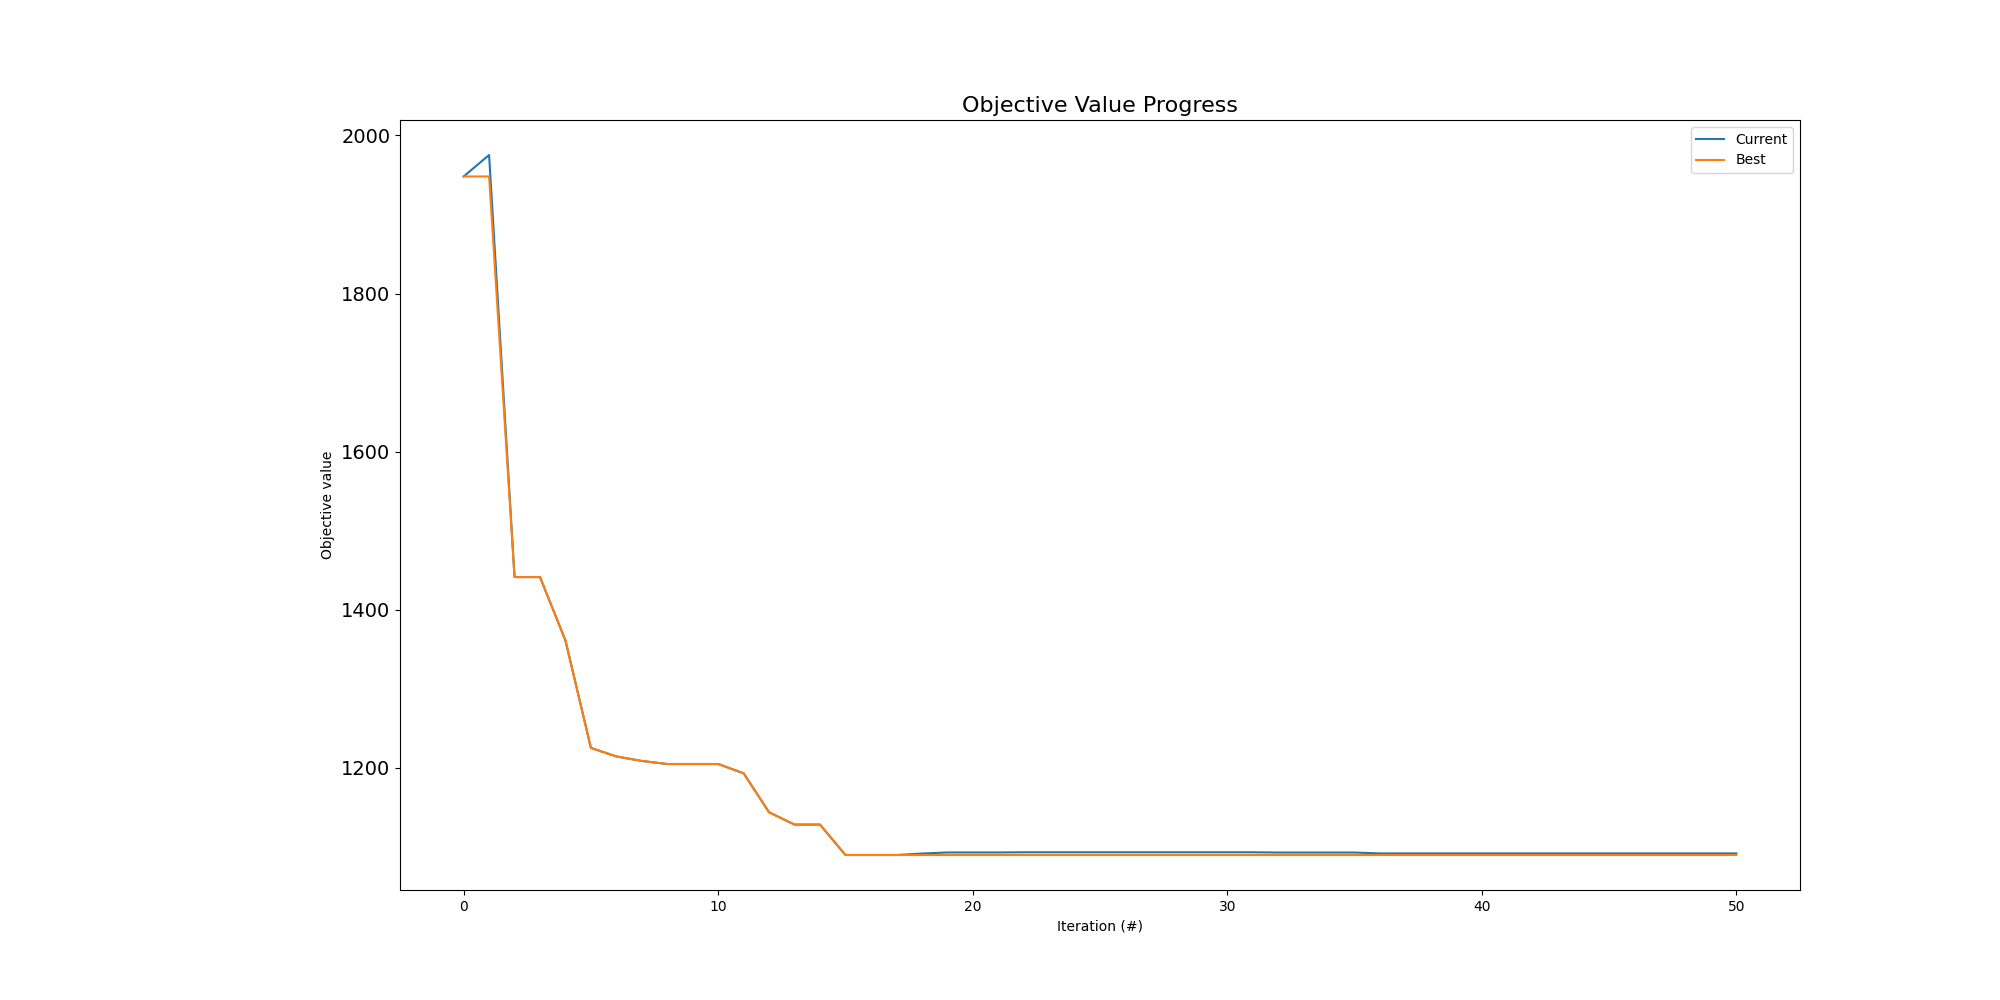 Objective Value Progress
Current
Best
2000
1800
1600
1400
1200
Objective value
0 10 20 30 40 50
Iteration (#)